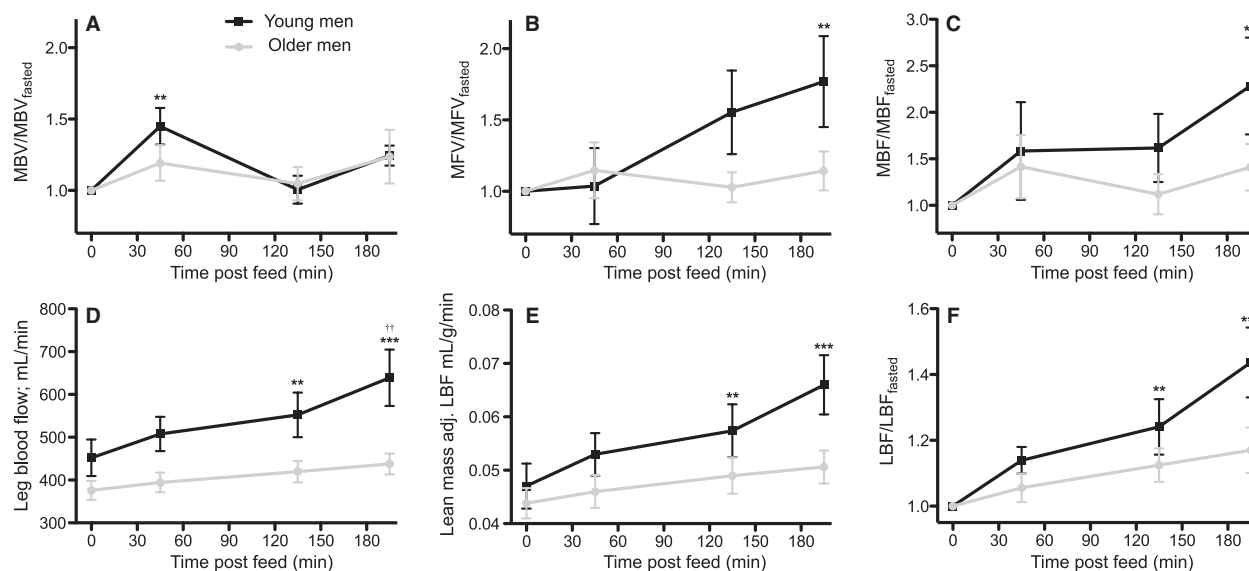 A
Young men
Older men
MBV/MBVfasted
2.0
1.5
1.0
**
0 30 60 90 120 150 180
Time post feed (min)
B
MFV/MFVfasted
2.0
1.5
1.0
**
0 30 60 90 120 150 180
Time post feed (min)
C
MBF/MBFfasted
3.0
2.5
2.0
1.5
1.0
0 30 60 90 120 150 180
Time post feed (min)
D
Leg blood flow; mL/min
800
700
600
500
400
300
**
††
***
0 30 60 90 120 150 180
Time post feed (min)
E
Lean mass adj. LBF mL/g/min
0.08
0.07
0.06
0.05
0.04
**
***
0 30 60 90 120 150 180
Time post feed (min)
F
LBF/LBFfasted
1.6
1.4
1.2
1.0
**
0 30 60 90 120 150 180
Time post feed (min)